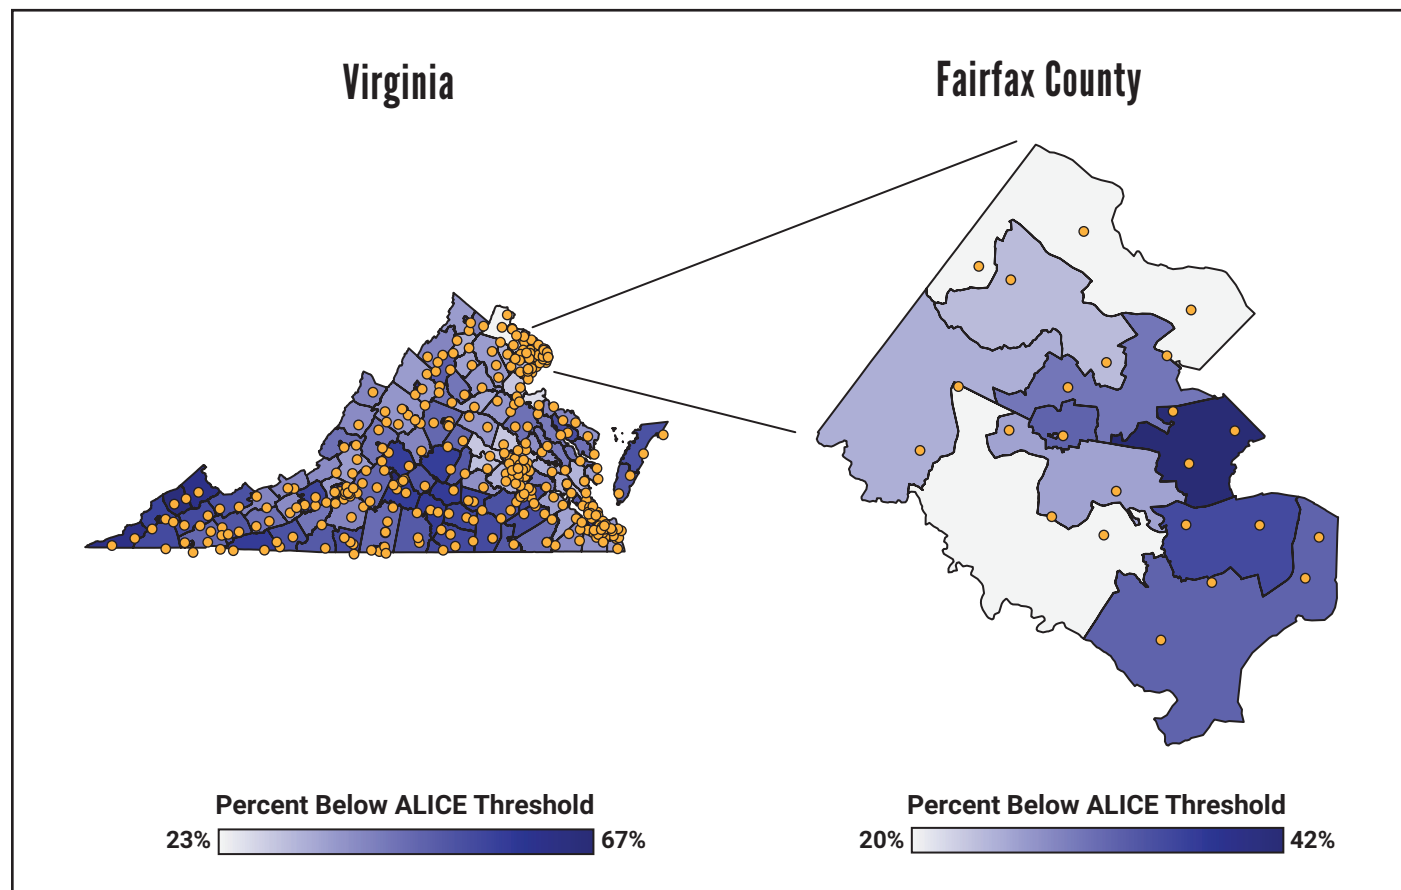 Virginia
Fairfax County
Percent Below ALICE Threshold
23% 67%
Percent Below ALICE Threshold
20% 42%